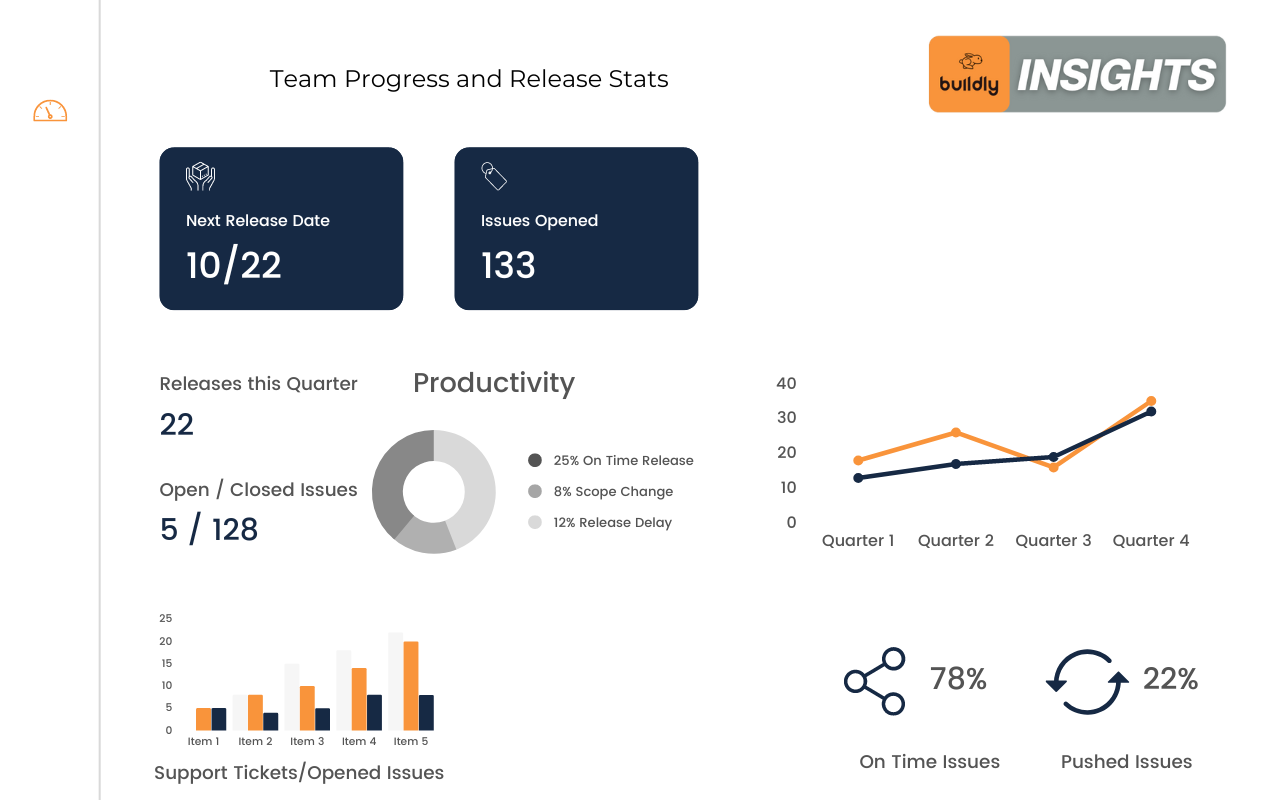 Team Progress and Release Stats
buildly
INSIGHTS
Next Release Date
10/22
Issues Opened
133
Releases this Quarter
22
Open / Closed Issues
5 / 128
Productivity
25% On Time Release
8% Scope Change
12% Release Delay
40
30
20
10
0
Quarter 1 Quarter 2 Quarter 3 Quarter 4
25
20
15
10
5
0
Item 1 Item 2 Item 3 Item 4 Item 5
Support Tickets/Opened Issues
78%
On Time Issues
22%
Pushed Issues